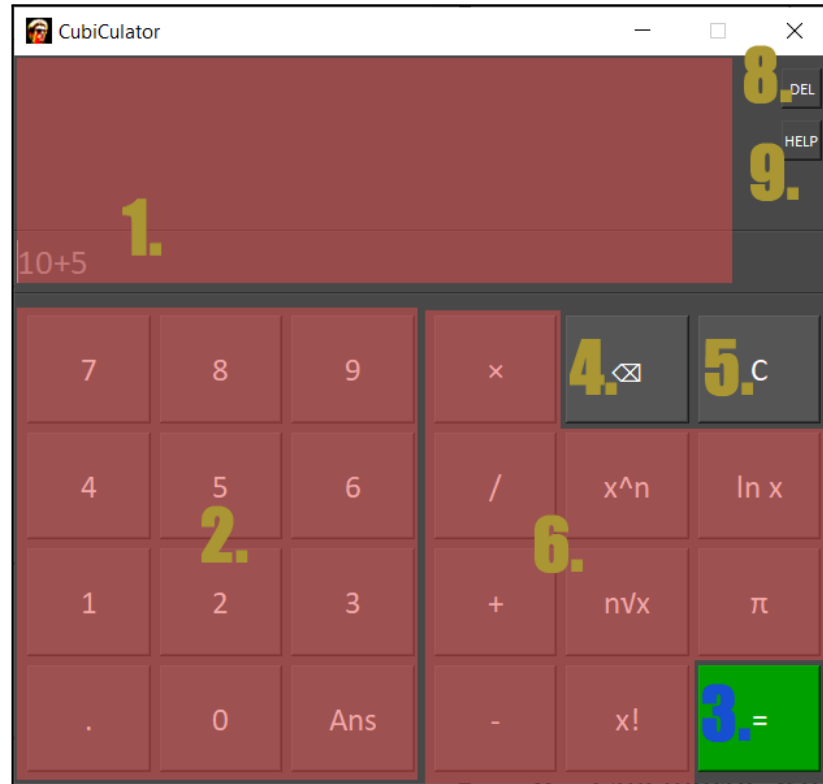 CubiCulator
8. DEL
HELP
9.
1.
10+5
7 8 9 × 4. ⌫ 5. C
4 5 6 / x^n ln x
2. 6.
1 2 3 + n√x π
. 0 Ans - x! 3. =